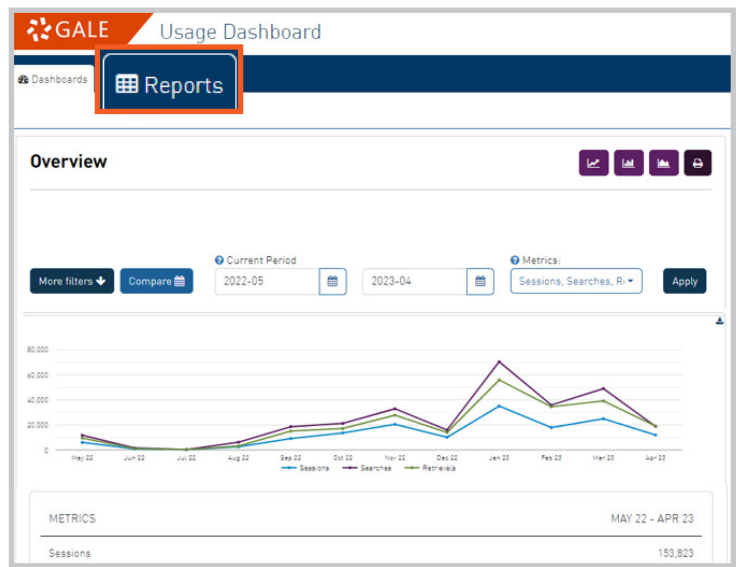 GALE
Usage Dashboard
Dashboards
Reports
Overview
Current Period
Metrics:
More filters
Compare
2022-05
2023-04
Sessions, Searches, R
Apply
80,000
60,000
40,000
20,000
0
May 22 Jun 22 Jul 22 Aug 22 Sep 22 Oct 22 Nov 22 Dec 22 Jan 23 Feb 23 Mar 23 Apr 23
Sessions Searches Retrievals
METRICS MAY 22 - APR 23
Sessions 153,823